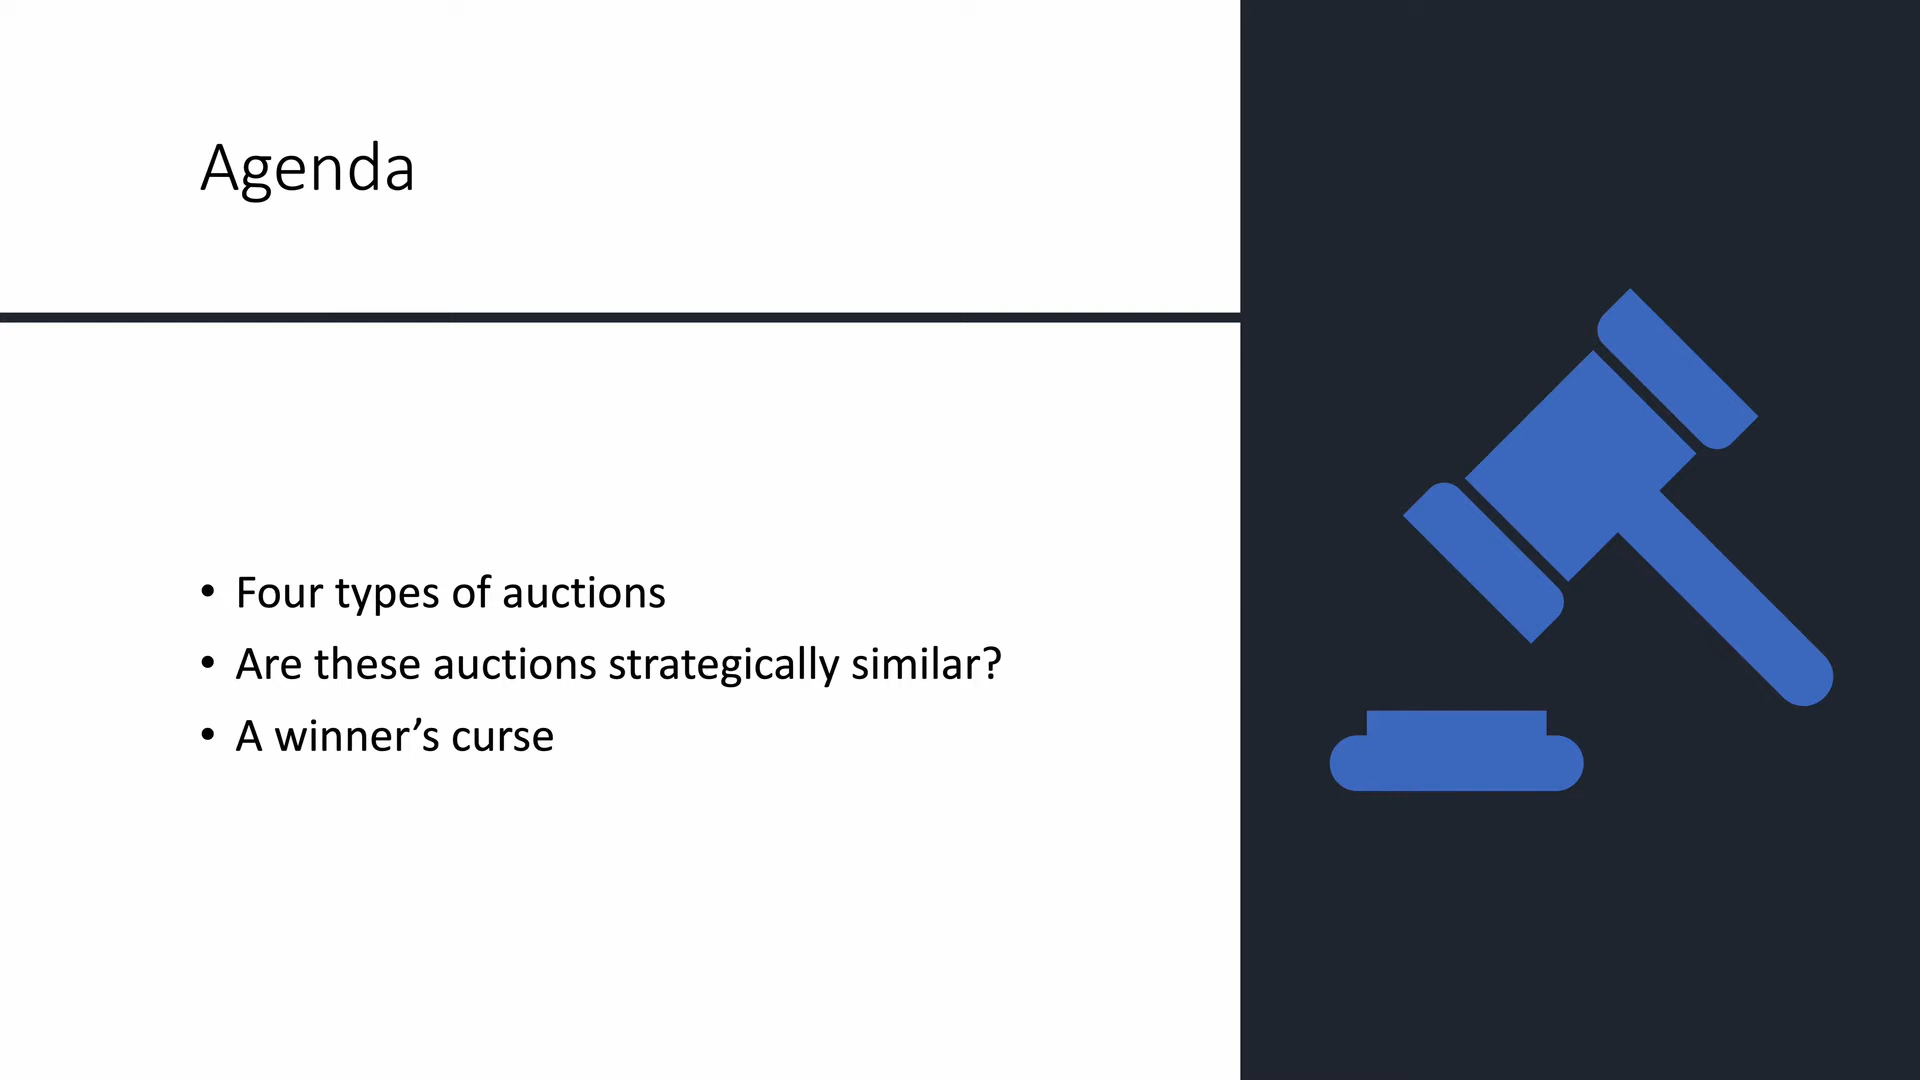 Agenda
• Four types of auctions
• Are these auctions strategically similar?
• A winner’s curse